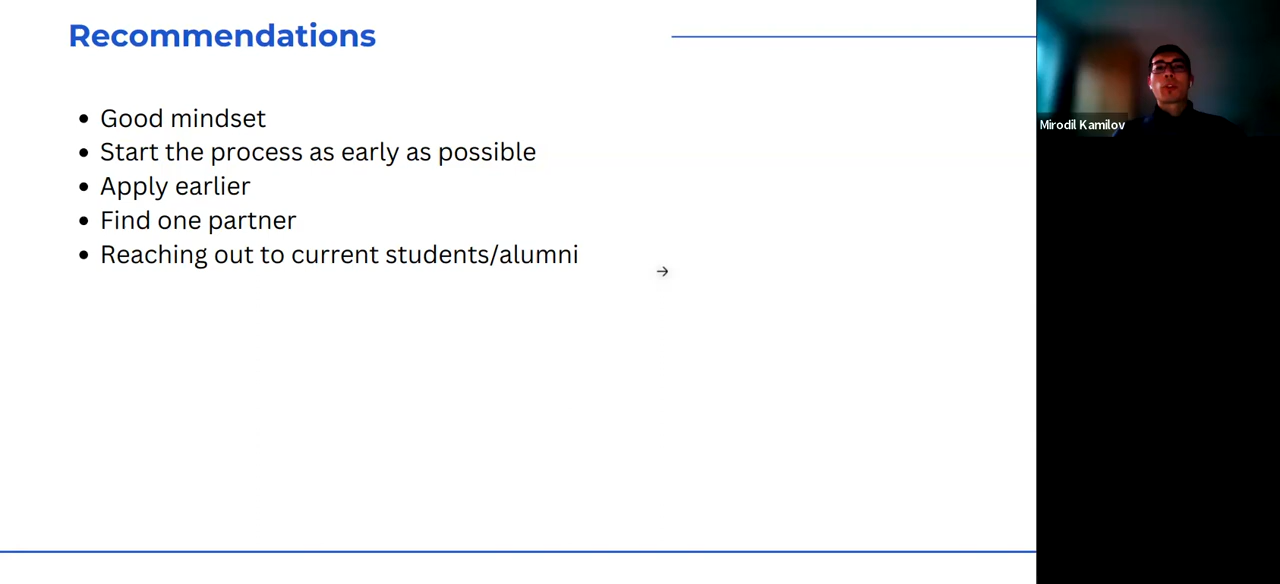 Recommendations
Good mindset
Start the process as early as possible
Apply earlier
Find one partner
Reaching out to current students/alumni
Mirodil Kamilov